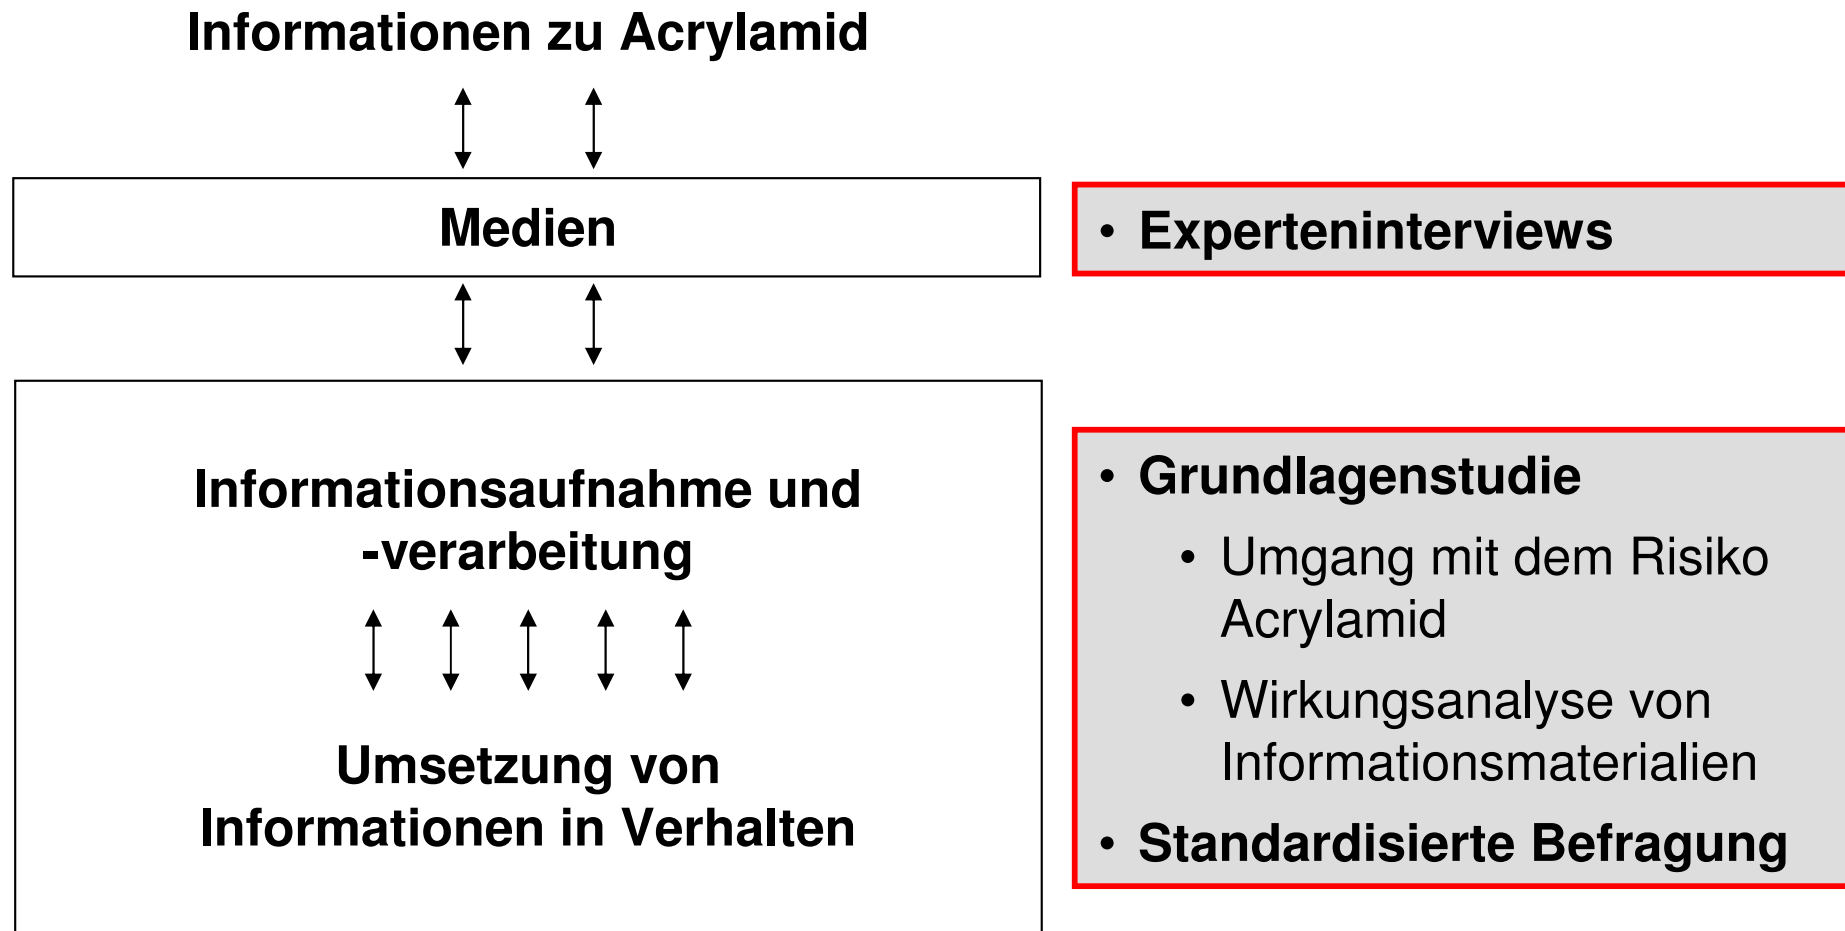 Informationen zu Acrylamid
Medien
• Experteninterviews
Informationsaufnahme und
-verarbeitung
Umsetzung von
Informationen in Verhalten
• Grundlagenstudie
• Umgang mit dem Risiko
Acrylamid
• Wirkungsanalyse von
Informationsmaterialien
• Standardisierte Befragung